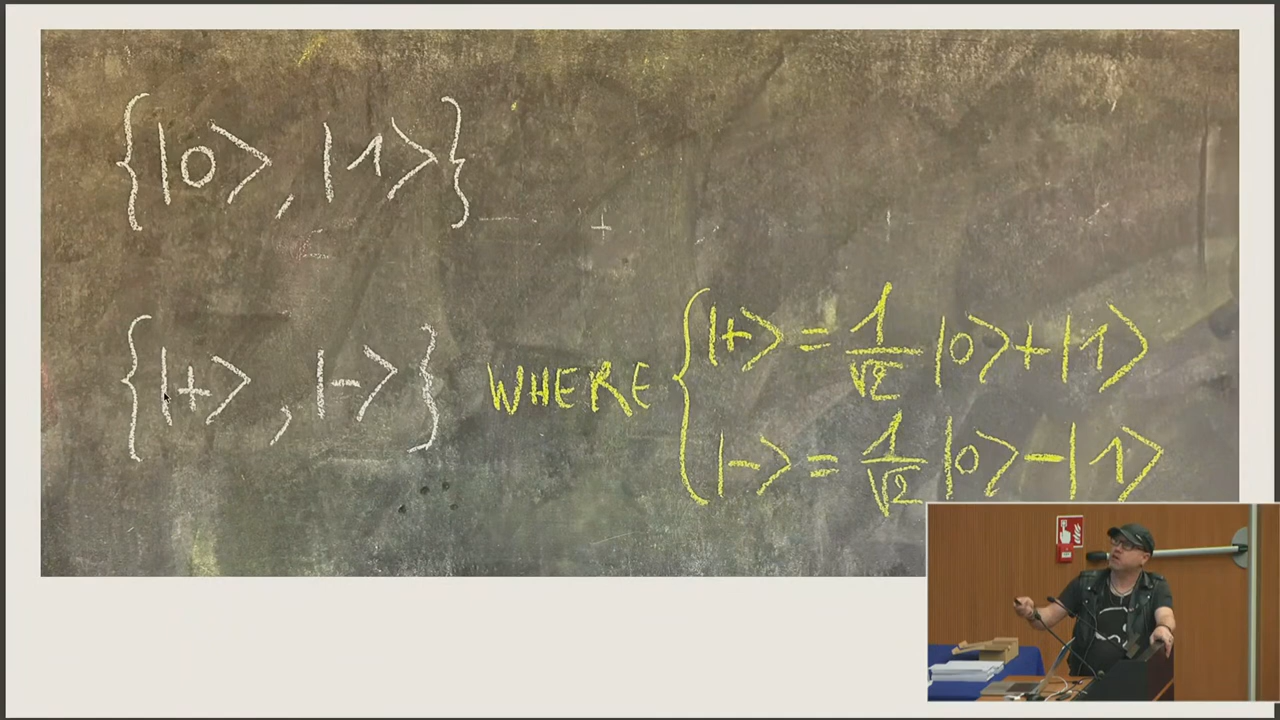 {|0⟩, |1⟩}
{|+⟩, |-⟩} WHERE { |+⟩ = 1/√2 |0⟩+|1⟩
|-⟩ = 1/√2 |0⟩-|1⟩